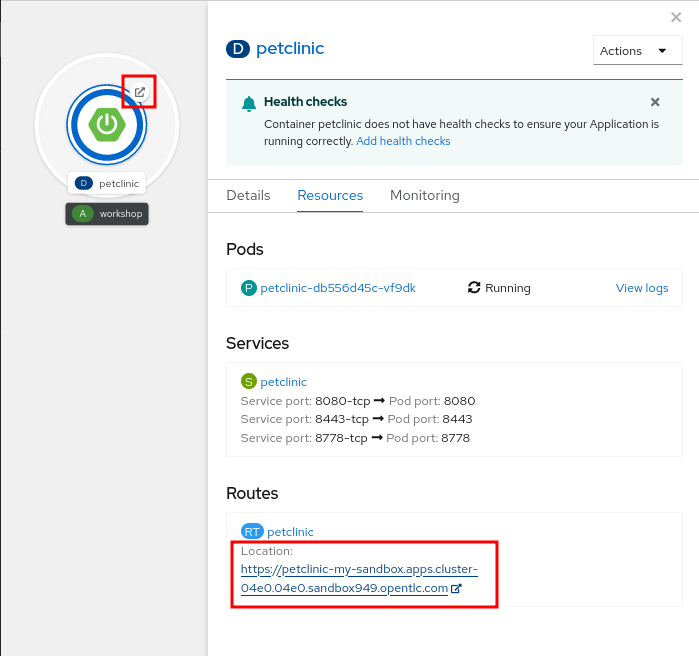 D petclinic
A workshop
D petclinic
Actions
Health checks
Container petclinic does not have health checks to ensure your Application is
running correctly. Add health checks
Details Resources Monitoring
Pods
P petclinic-db556d45c-vf9dk Running View logs
Services
S petclinic
Service port: 8080-tcp ➞ Pod port: 8080
Service port: 8443-tcp ➞ Pod port: 8443
Service port: 8778-tcp ➞ Pod port: 8778
Routes
RT petclinic
Location:
https://petclinic-my-sandbox.apps.cluster-
04e0.04e0.sandbox949.opentlc.com